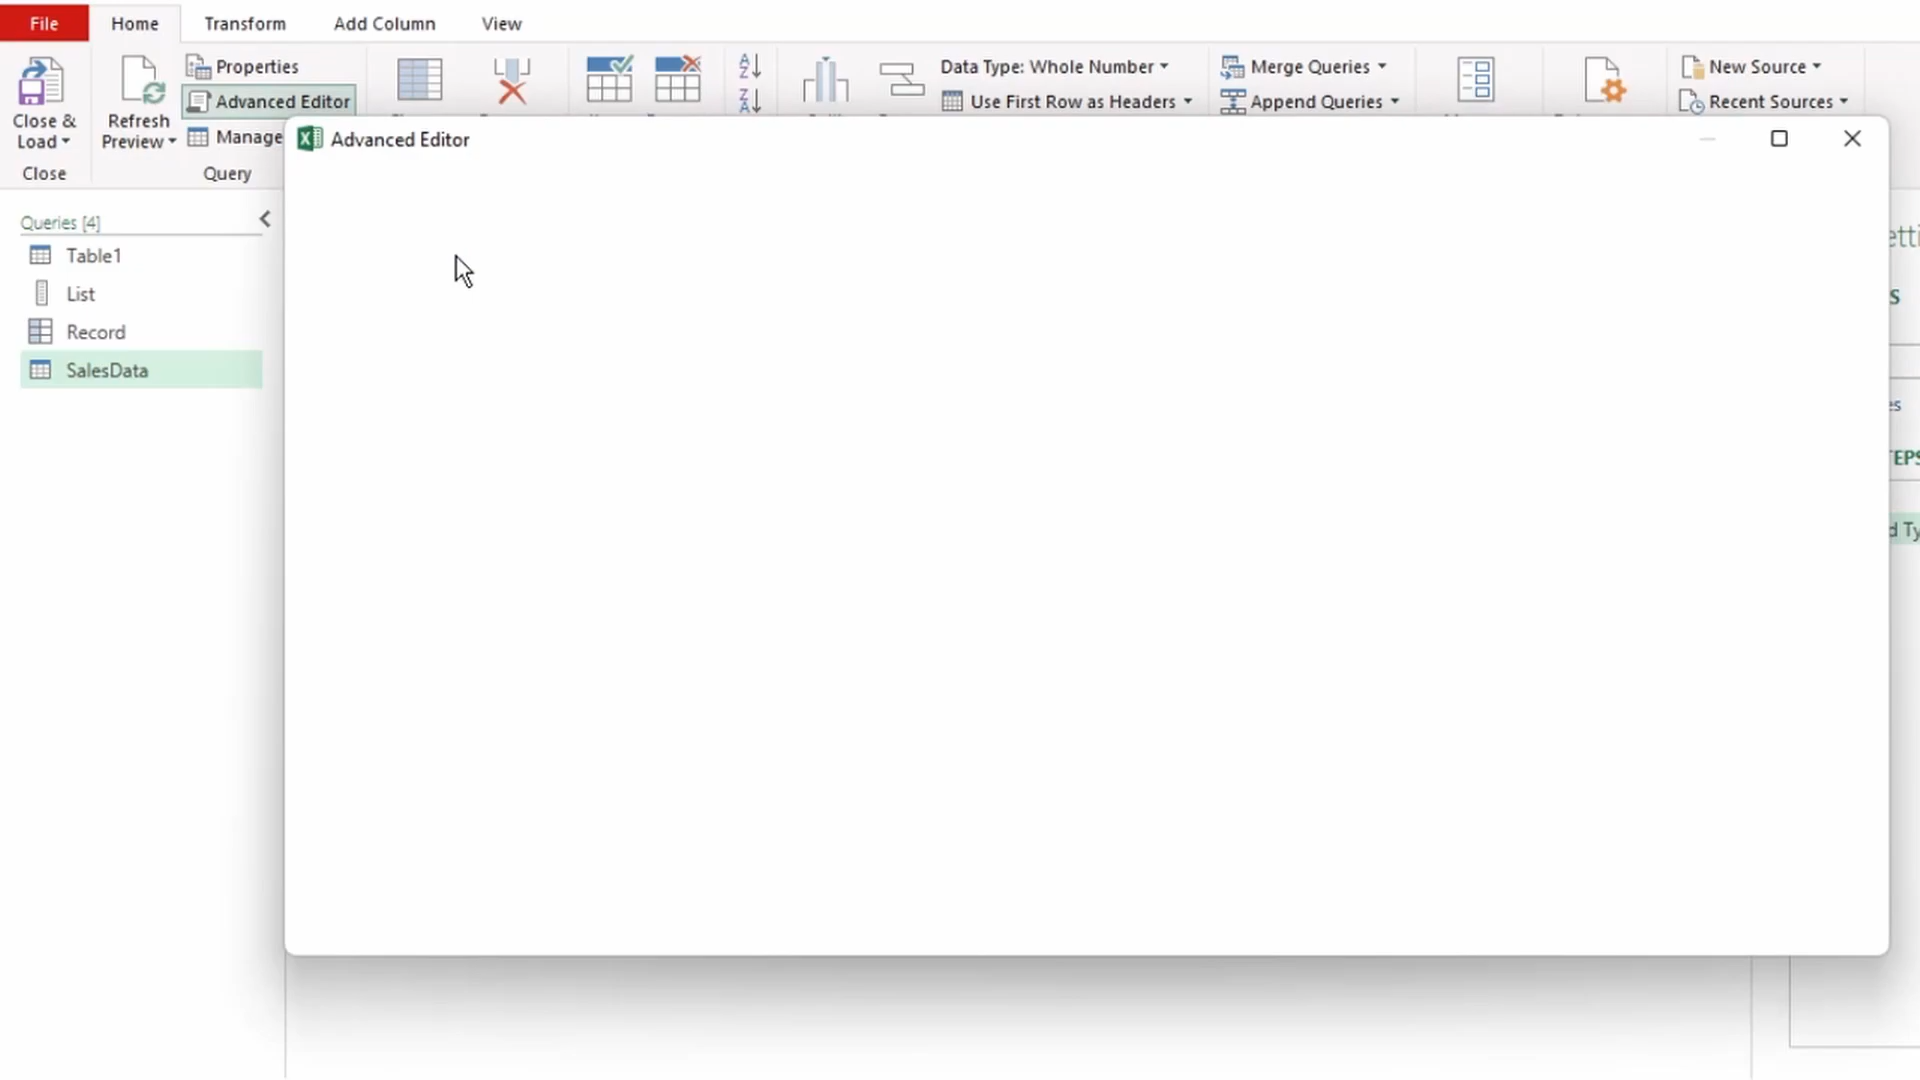 File Home Transform Add Column View
Properties Data Type: Whole Number Merge Queries New Source
Advanced Editor Use First Row as Headers Append Queries Recent Sources
Close & Load
Refresh Preview
Manage
Close Query
Advanced Editor
Queries [4]
Table1
List
Record
SalesData